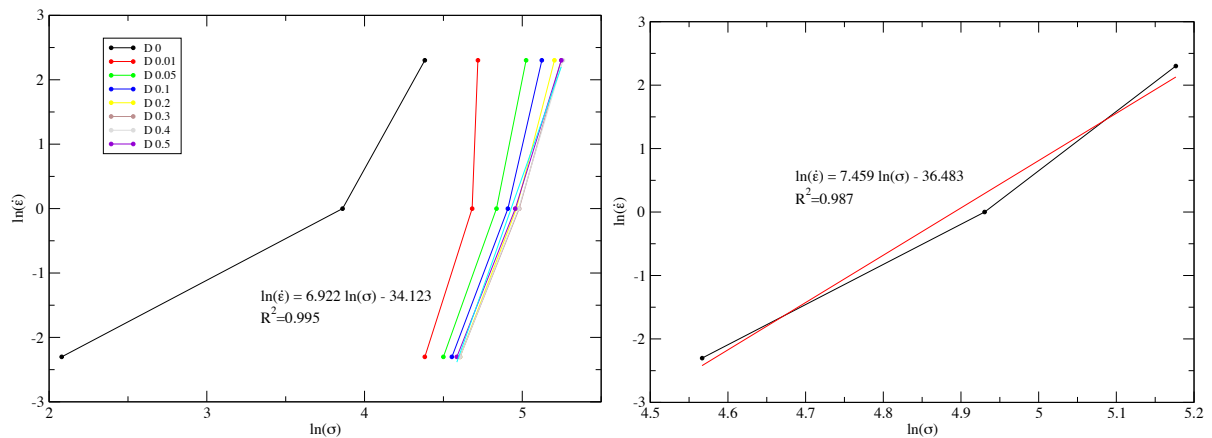 3
2
1
0
-1
-2
-3
ln(ε̇)
D 0
D 0.01
D 0.05
D 0.1
D 0.2
D 0.3
D 0.4
D 0.5
ln(ε̇) = 6.922 ln(σ) - 34.123
R²=0.995
2 3 4 5
ln(σ)
3
2
1
0
-1
-2
-3
ln(ε̇)
ln(ε̇) = 7.459 ln(σ) - 36.483
R²=0.987
4.5 4.6 4.7 4.8 4.9 5 5.1 5.2
ln(σ)